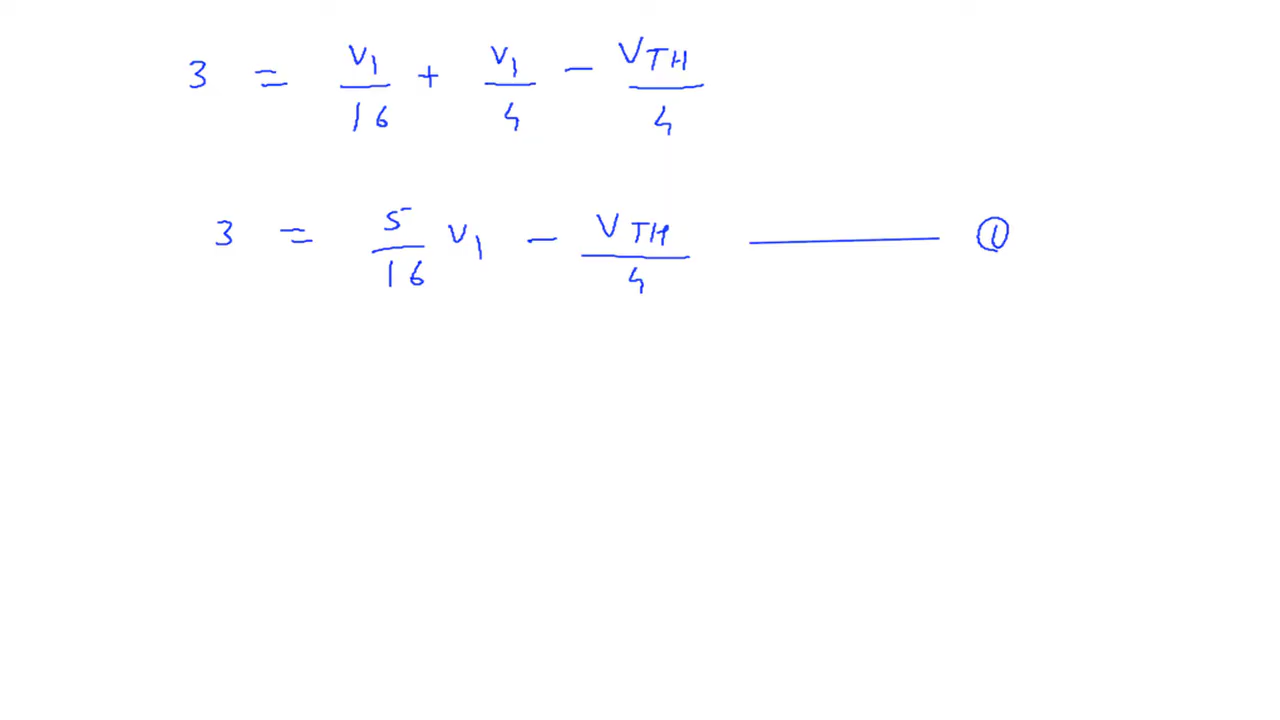 3 = V1/16 + V1/4 - VTH/4
3 = 5/16 V1 - VTH/4 ——— ①